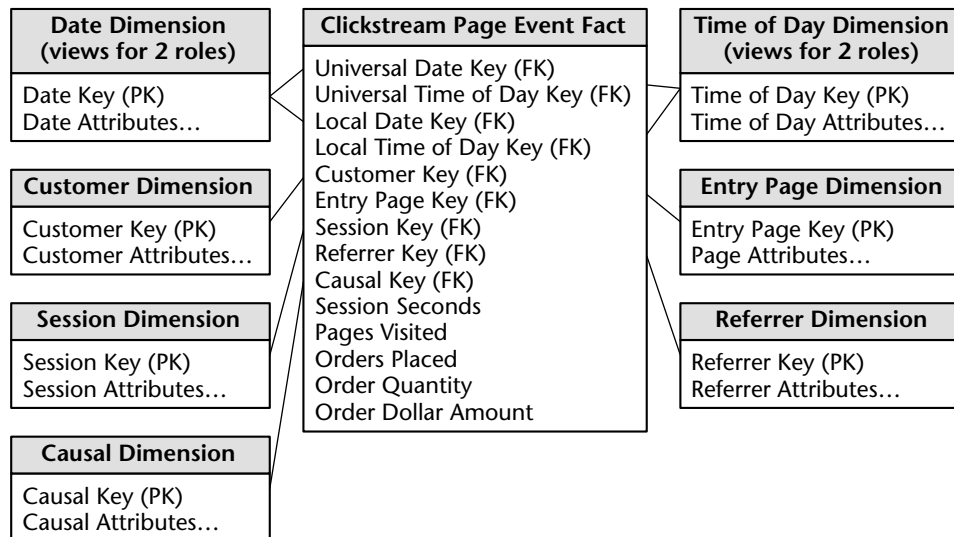 Date Dimension
(views for 2 roles)
Date Key (PK)
Date Attributes…
Customer Dimension
Customer Key (PK)
Customer Attributes…
Session Dimension
Session Key (PK)
Session Attributes…
Causal Dimension
Causal Key (PK)
Causal Attributes…
Clickstream Page Event Fact
Universal Date Key (FK)
Universal Time of Day Key (FK)
Local Date Key (FK)
Local Time of Day Key (FK)
Customer Key (FK)
Entry Page Key (FK)
Session Key (FK)
Referrer Key (FK)
Causal Key (FK)
Session Seconds
Pages Visited
Orders Placed
Order Quantity
Order Dollar Amount
Time of Day Dimension
(views for 2 roles)
Time of Day Key (PK)
Time of Day Attributes…
Entry Page Dimension
Entry Page Key (PK)
Page Attributes…
Referrer Dimension
Referrer Key (PK)
Referrer Attributes…